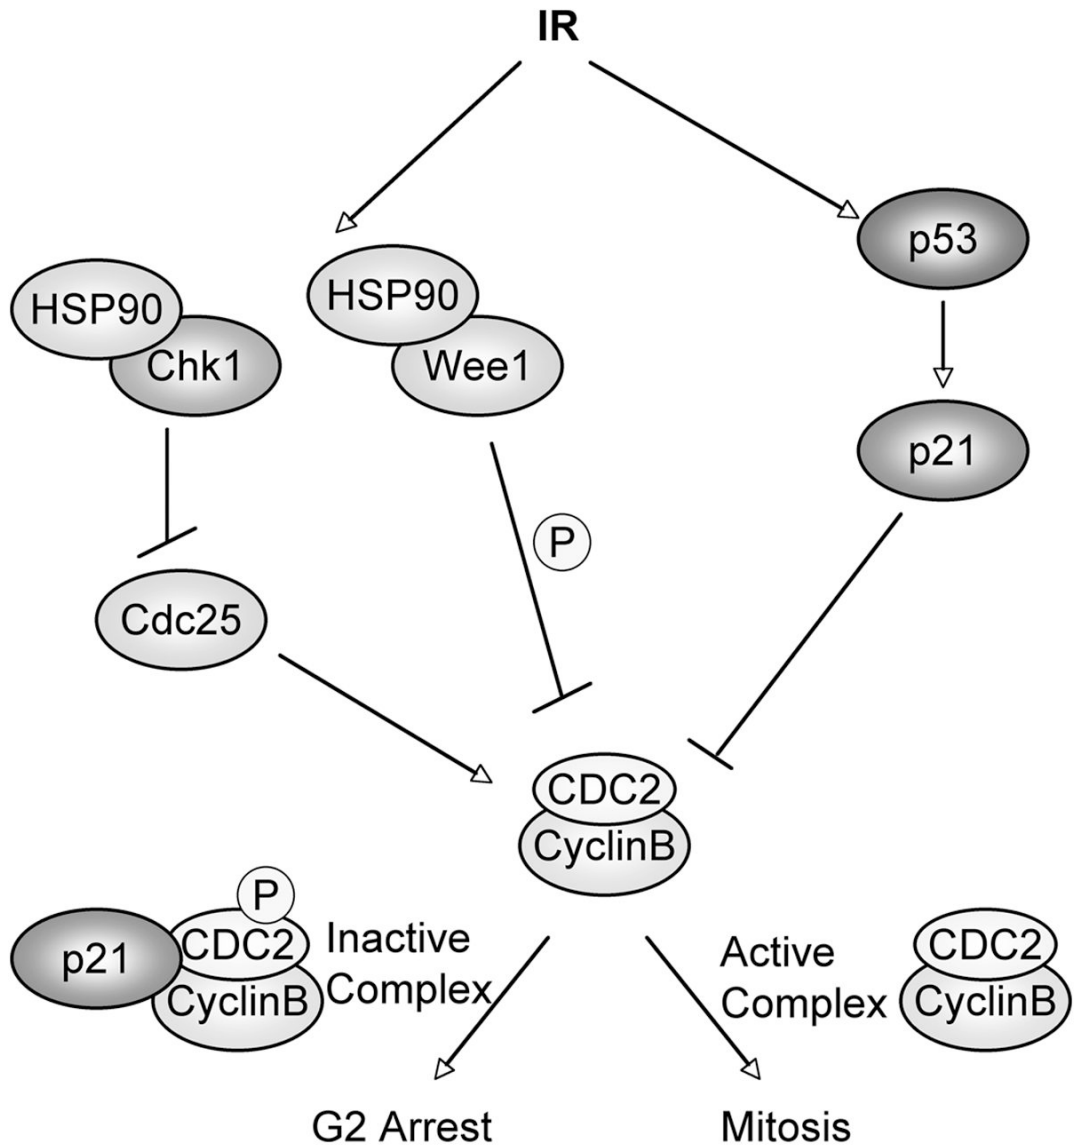 IR
p53
HSP90
Chk1
HSP90
Wee1
p21
P
Cdc25
CDC2
CyclinB
P
p21
CDC2
CyclinB
Inactive
Complex
Active
Complex
CDC2
CyclinB
G2 Arrest
Mitosis